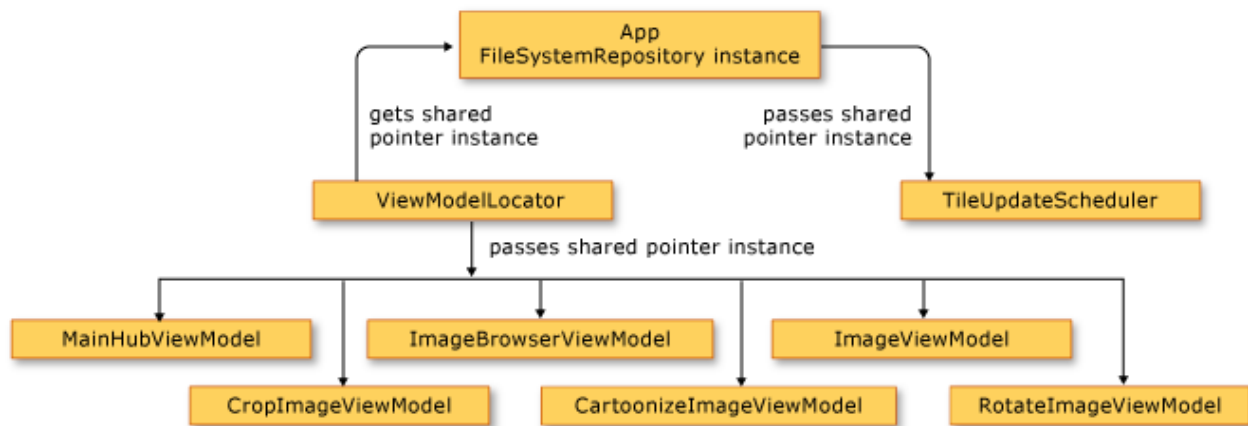 App
FileSystemRepository instance
gets shared
pointer instance
passes shared
pointer instance
ViewModelLocator
TileUpdateScheduler
passes shared pointer instance
MainHubViewModel
ImageBrowserViewModel
ImageViewModel
CropImageViewModel
CartoonizeImageViewModel
RotateImageViewModel